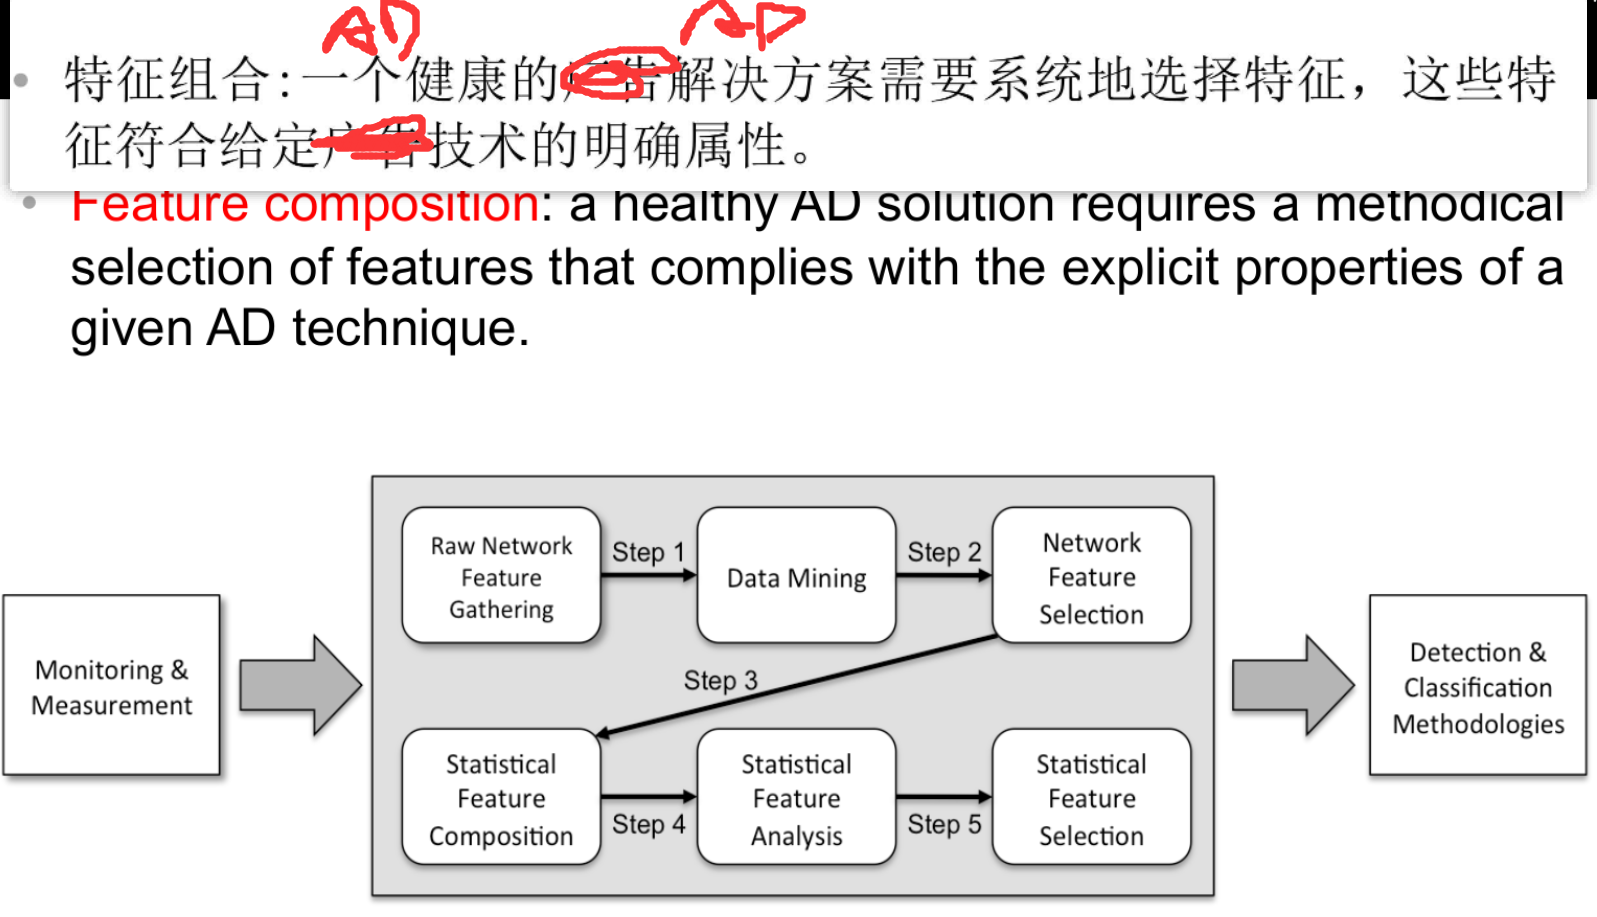 AD AD
特征组合:一个健康的广告解决方案需要系统地选择特征，这些特
征符合给定广告技术的明确属性。
Feature composition: a healthy AD solution requires a methodical
selection of features that complies with the explicit properties of a
given AD technique.
Raw Network
Feature
Gathering
Step 1
Data Mining
Step 2
Network
Feature
Selection
Monitoring &
Measurement
Step 3
Detection &
Classification
Methodologies
Statistical
Feature
Composition
Step 4
Statistical
Feature
Analysis
Step 5
Statistical
Feature
Selection